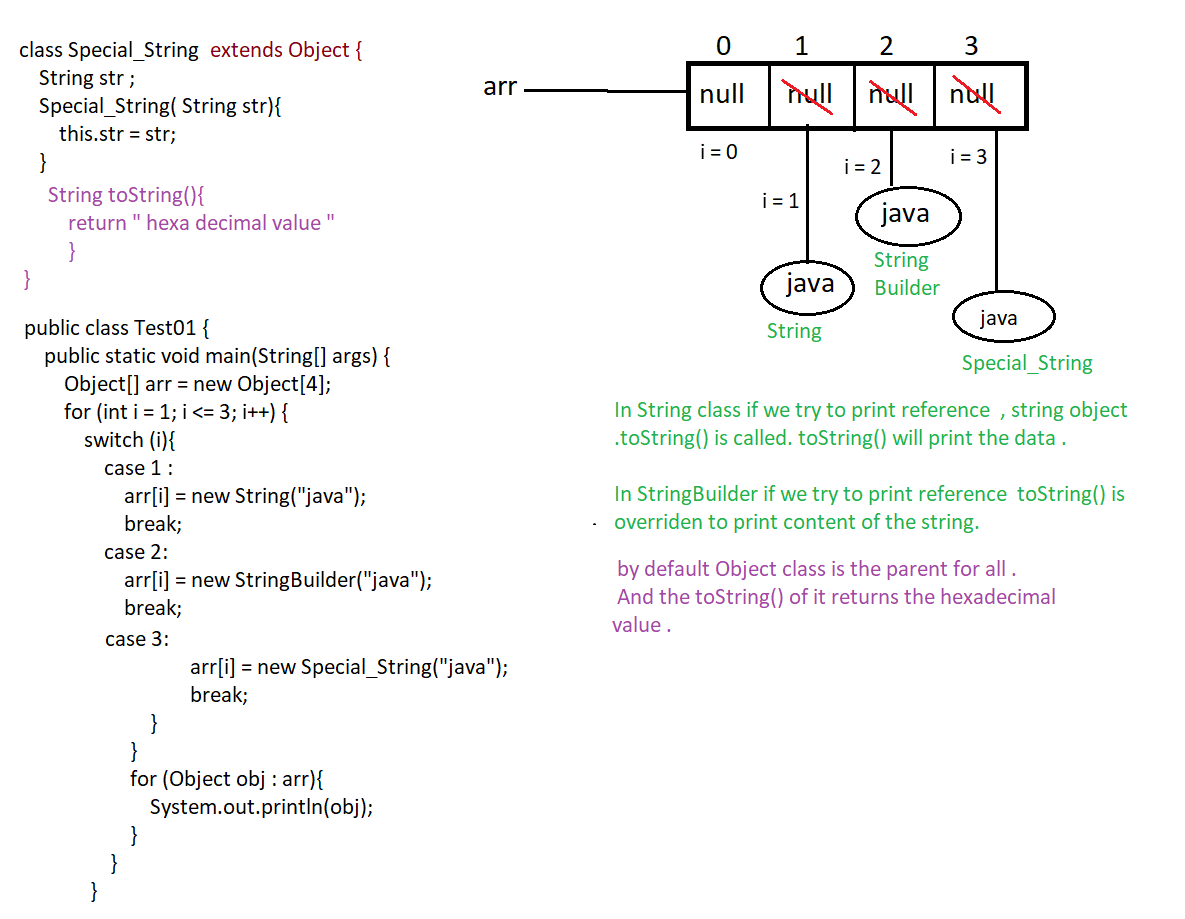 class Special_String extends Object {
String str ;
Special_String( String str){
this.str = str;
}
String toString(){
return " hexa decimal value "
}
}
public class Test01 {
public static void main(String[] args) {
Object[] arr = new Object[4];
for (int i = 1; i <= 3; i++) {
switch (i){
case 1 :
arr[i] = new String("java");
break;
case 2:
arr[i] = new StringBuilder("java");
break;
case 3:
arr[i] = new Special_String("java");
break;
}
}
for (Object obj : arr){
System.out.println(obj);
}
}
}
0 1 2 3
arr
null null null null
i = 0
i = 1
i = 2
i = 3
java
String
java
String
Builder
java
Special_String
In String class if we try to print reference , string object
.toString() is called. toString() will print the data .
In StringBuilder if we try to print reference toString() is
overriden to print content of the string.
by default Object class is the parent for all .
And the toString() of it returns the hexadecimal
value .